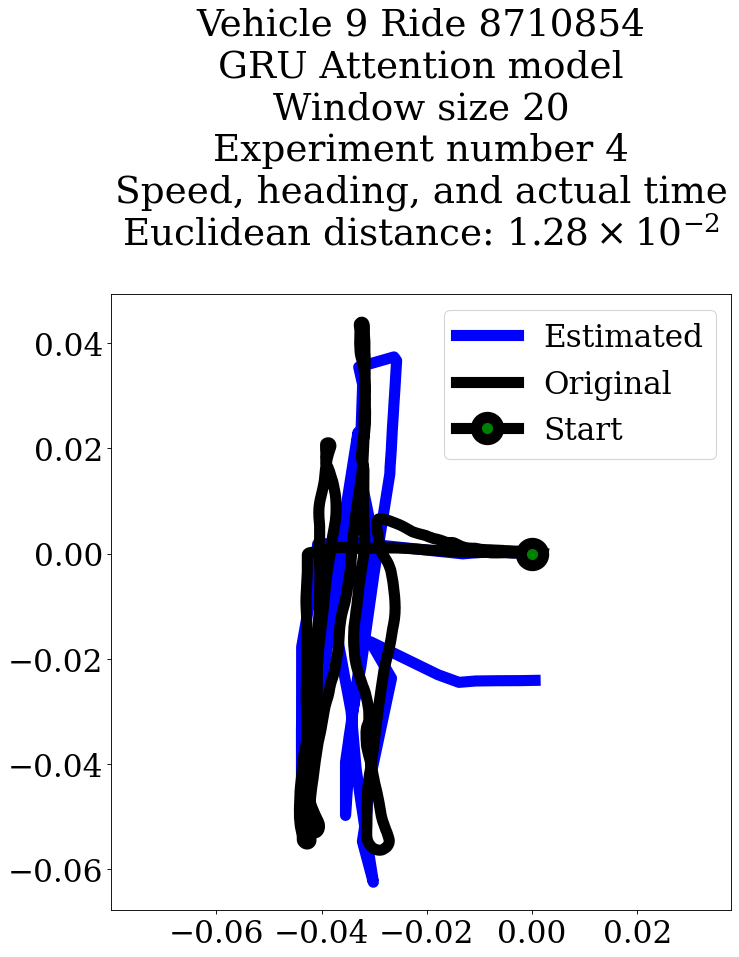 Vehicle 9 Ride 8710854
GRU Attention model
Window size 20
Experiment number 4
Speed, heading, and actual time
Euclidean distance: 1.28 × 10⁻²
Estimated
Original
Start
0.04
0.02
0.00
−0.02
−0.04
−0.06
−0.06 −0.04 −0.02 0.00 0.02